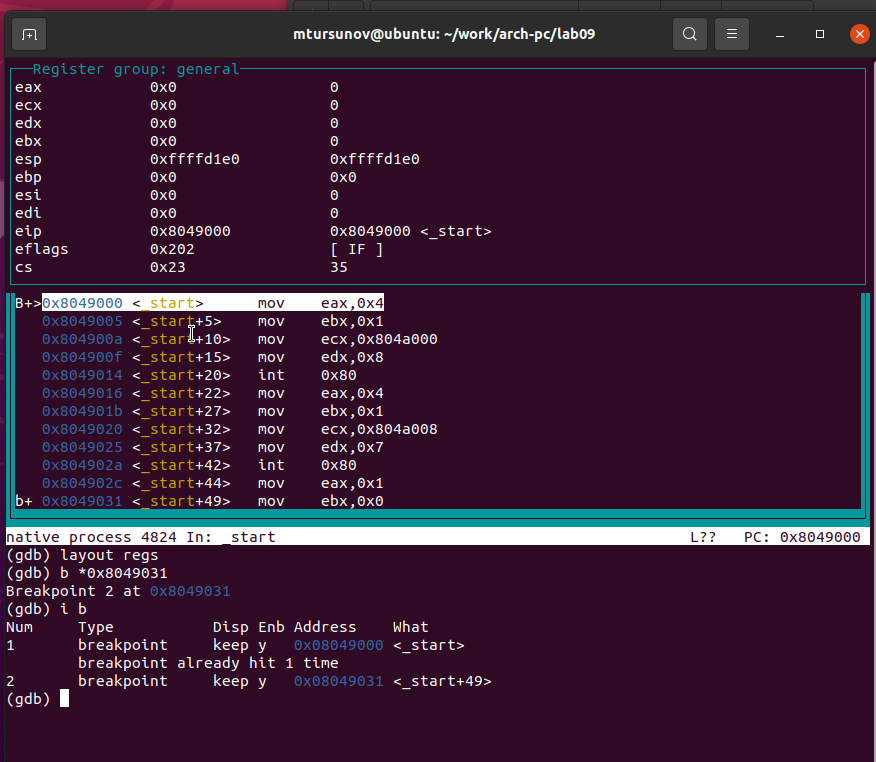 mtursunov@ubuntu: ~/work/arch-pc/lab09
Register group: general
eax 0x0 0
ecx 0x0 0
edx 0x0 0
ebx 0x0 0
esp 0xffffd1e0 0xffffd1e0
ebp 0x0 0x0
esi 0x0 0
edi 0x0 0
eip 0x8049000 0x8049000 <_start>
eflags 0x202 [ IF ]
cs 0x23 35
B+>0x8049000 <_start> mov eax,0x4
0x8049005 <_start+5> mov ebx,0x1
0x804900a <_start+10> mov ecx,0x804a000
0x804900f <_start+15> mov edx,0x8
0x8049014 <_start+20> int 0x80
0x8049016 <_start+22> mov eax,0x4
0x804901b <_start+27> mov ebx,0x1
0x8049020 <_start+32> mov ecx,0x804a008
0x8049025 <_start+37> mov edx,0x7
0x804902a <_start+42> int 0x80
0x804902c <_start+44> mov eax,0x1
b+ 0x8049031 <_start+49> mov ebx,0x0
native process 4824 In: _start L?? PC: 0x8049000
(gdb) layout regs
(gdb) b *0x8049031
Breakpoint 2 at 0x8049031
(gdb) i b
Num Type Disp Enb Address What
1 breakpoint keep y 0x08049000 <_start>
breakpoint already hit 1 time
2 breakpoint keep y 0x08049031 <_start+49>
(gdb)